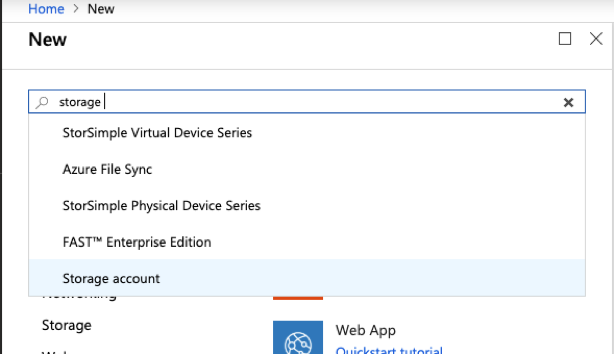 Home > New
New
storage
StorSimple Virtual Device Series
Azure File Sync
StorSimple Physical Device Series
FAST™ Enterprise Edition
Storage account
Networking
Storage
Web App
Quickstart tutorial